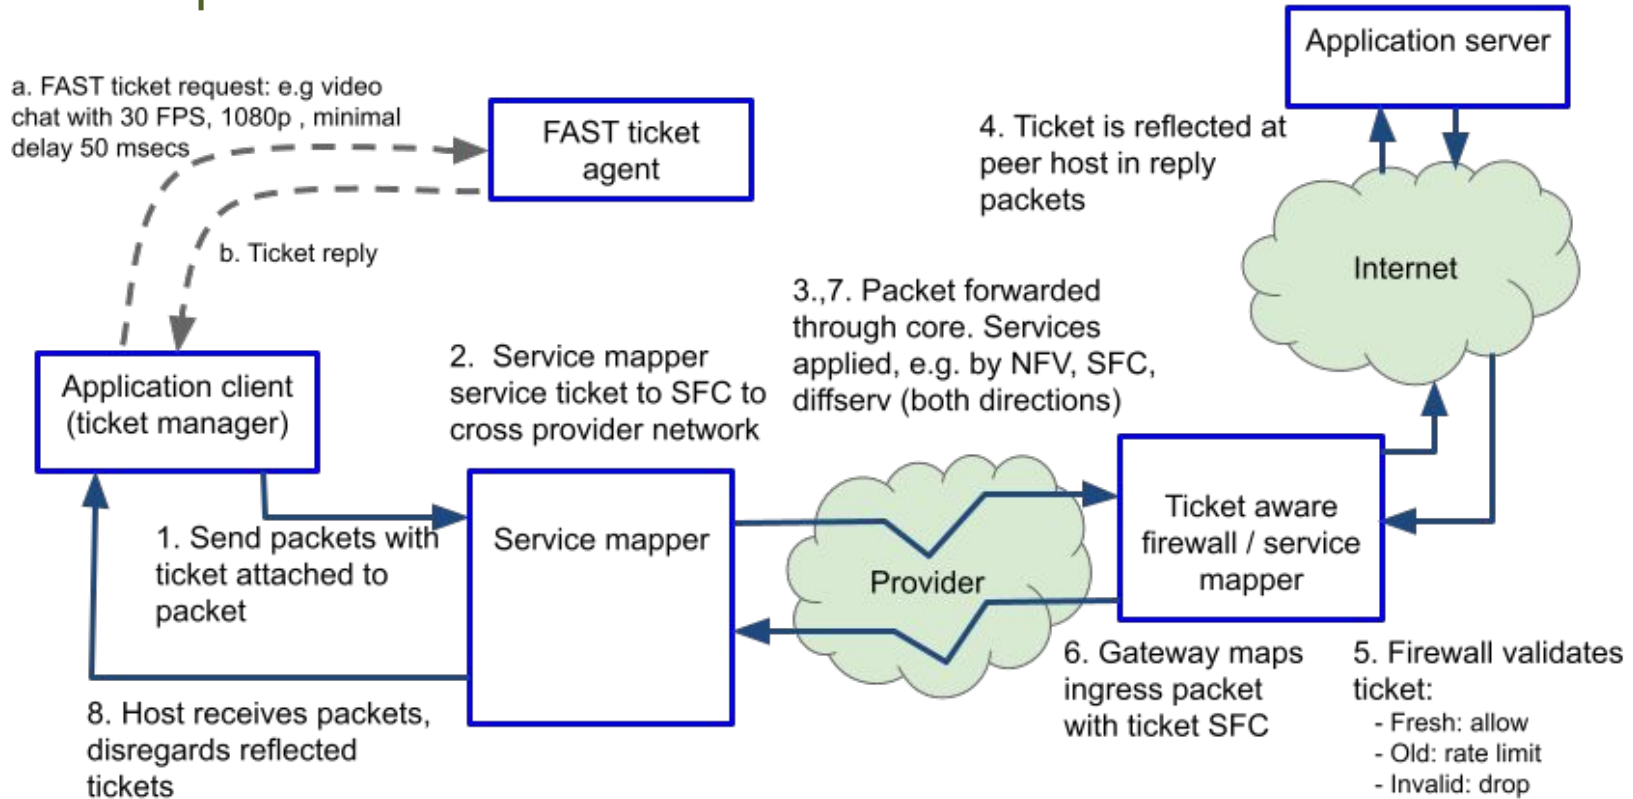 a. FAST ticket request: e.g video
chat with 30 FPS, 1080p , minimal
delay 50 msecs
FAST ticket
agent
b. Ticket reply
Application server
4. Ticket is reflected at
peer host in reply
packets
Internet
3.,7. Packet forwarded
through core. Services
applied, e.g. by NFV, SFC,
diffserv (both directions)
Application client
(ticket manager)
2.  Service mapper
service ticket to SFC to
cross provider network
1. Send packets with
ticket attached to
packet
Service mapper
Provider
Ticket aware
firewall / service
mapper
6. Gateway maps
ingress packet
with ticket SFC
5. Firewall validates
ticket:
- Fresh: allow
- Old: rate limit
- Invalid: drop
8. Host receives packets,
disregards reflected
tickets